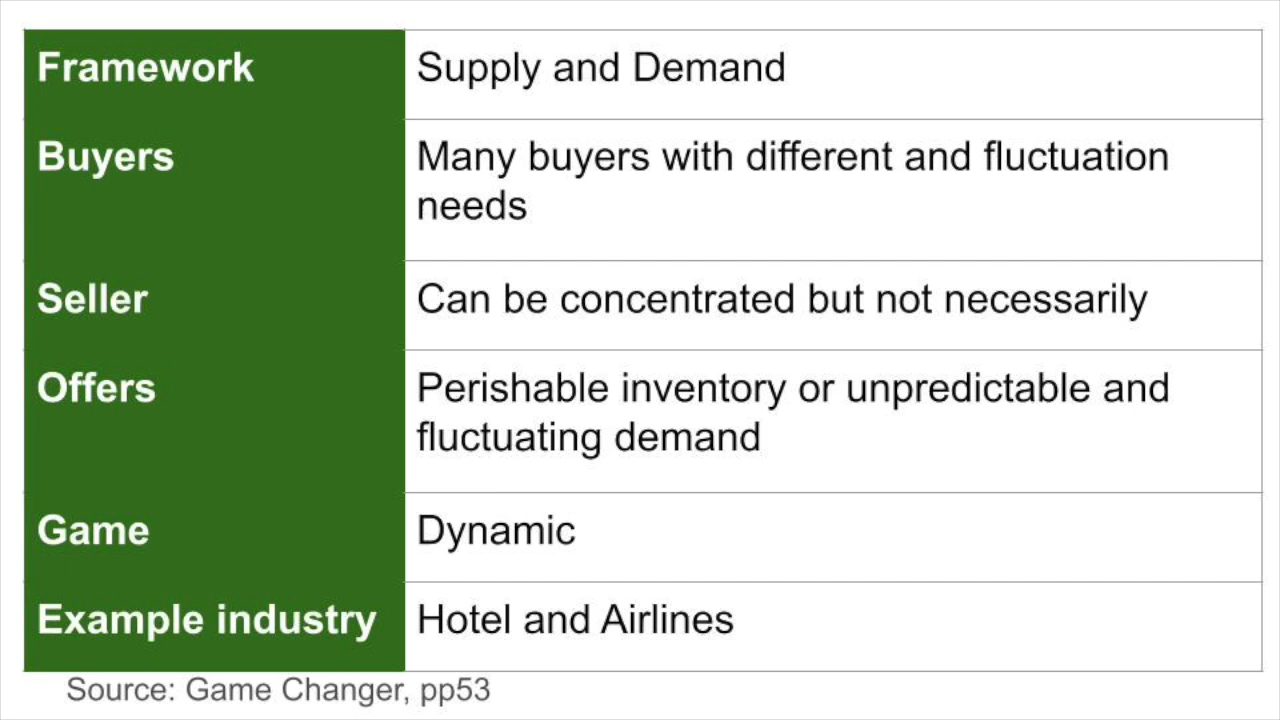 Framework
Supply and Demand
Buyers
Many buyers with different and fluctuation
needs
Seller
Can be concentrated but not necessarily
Offers
Perishable inventory or unpredictable and
fluctuating demand
Game
Dynamic
Example industry
Hotel and Airlines
Source: Game Changer, pp53